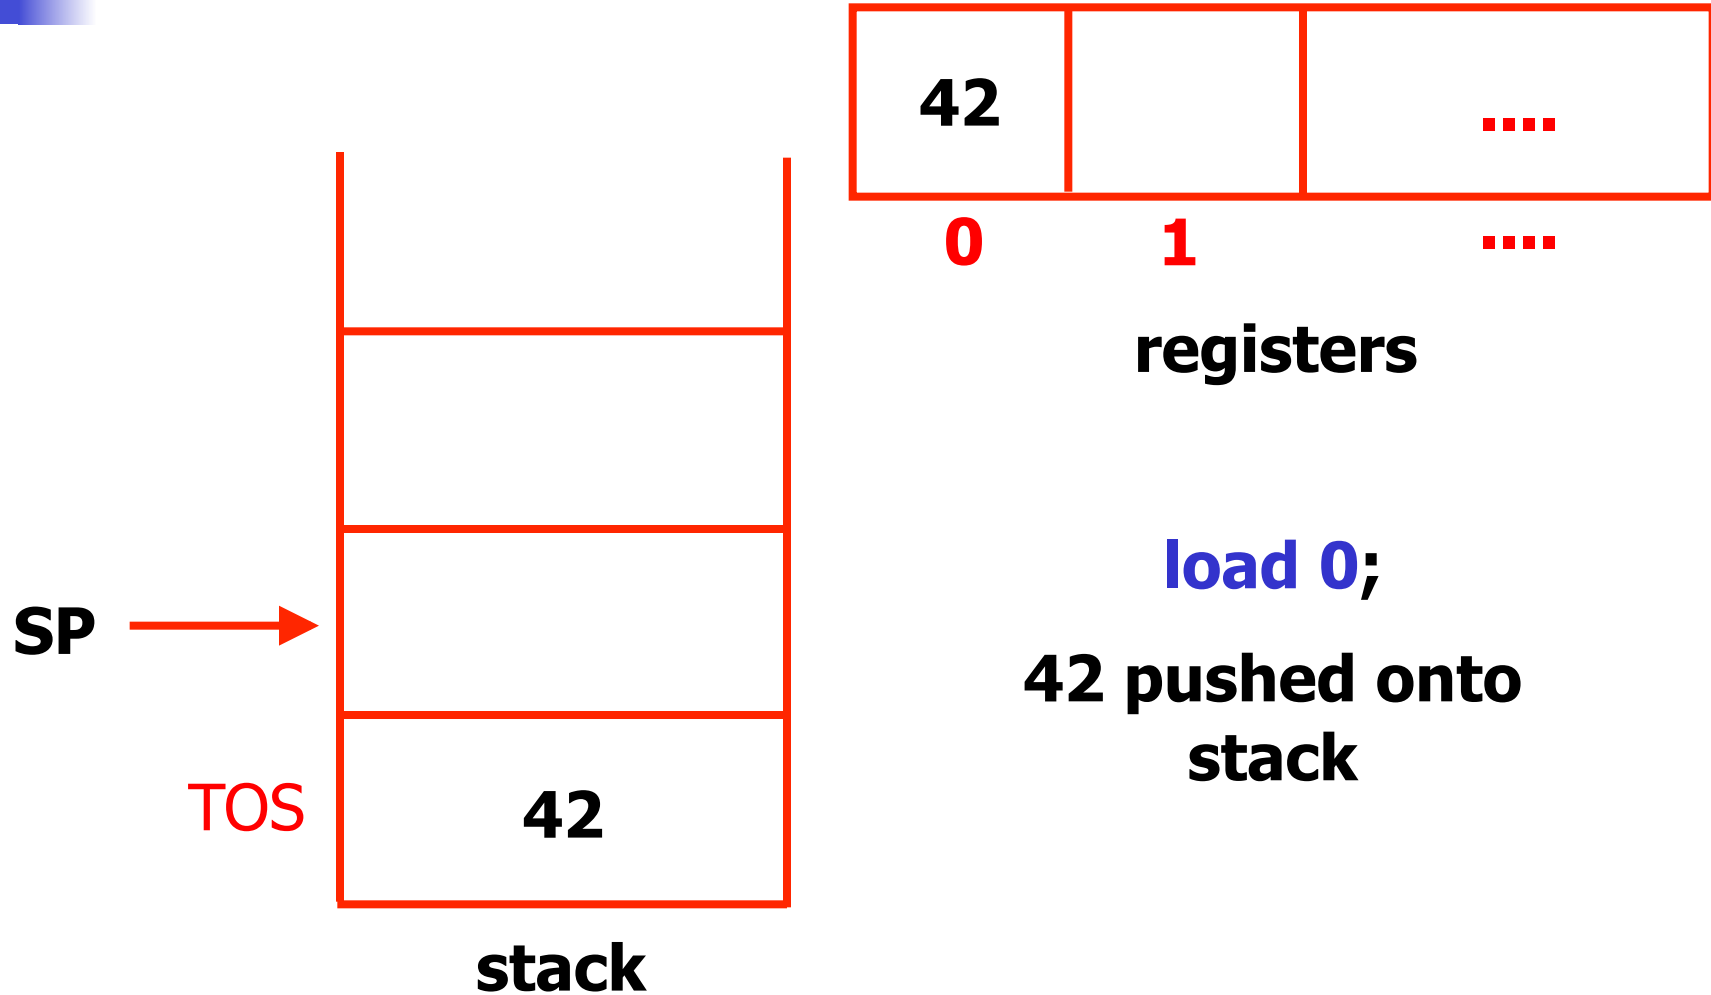 42
....
0 1 ....
registers
load 0;
SP
42 pushed onto
stack
TOS
42
stack